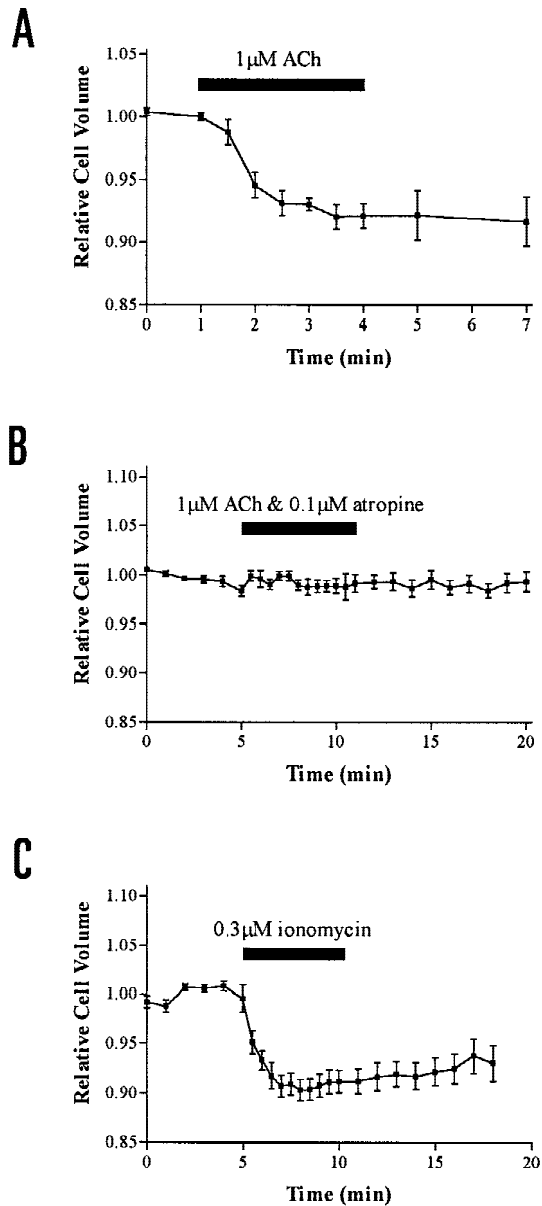 A
1.05
1μM ACh
1.00
0.95
0.90
0.85
Relative Cell Volume
0 1 2 3 4 5 6 7
Time (min)
B
1.10
1μM ACh & 0.1μM atropine
1.05
1.00
0.95
0.90
0.85
Relative Cell Volume
0 5 10 15 20
Time (min)
C
1.10
0.3μM ionomycin
1.05
1.00
0.95
0.90
0.85
Relative Cell Volume
0 5 10 15 20
Time (min)